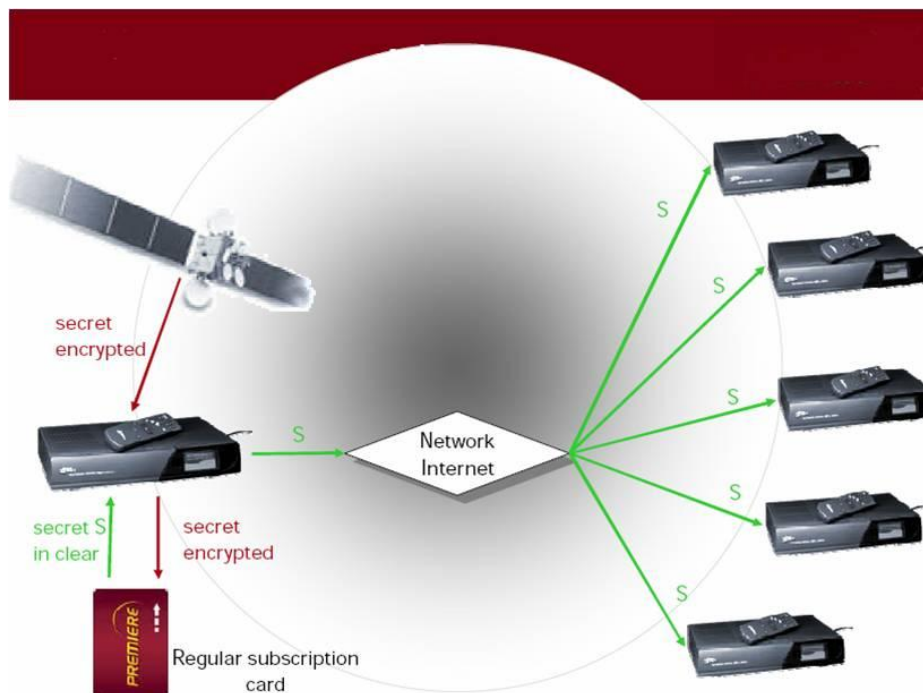 S
S
secret
encrypted
S
S
Network
Internet
S
secret S
in clear
secret
encrypted
S
PREMIERE
Regular subscription
card